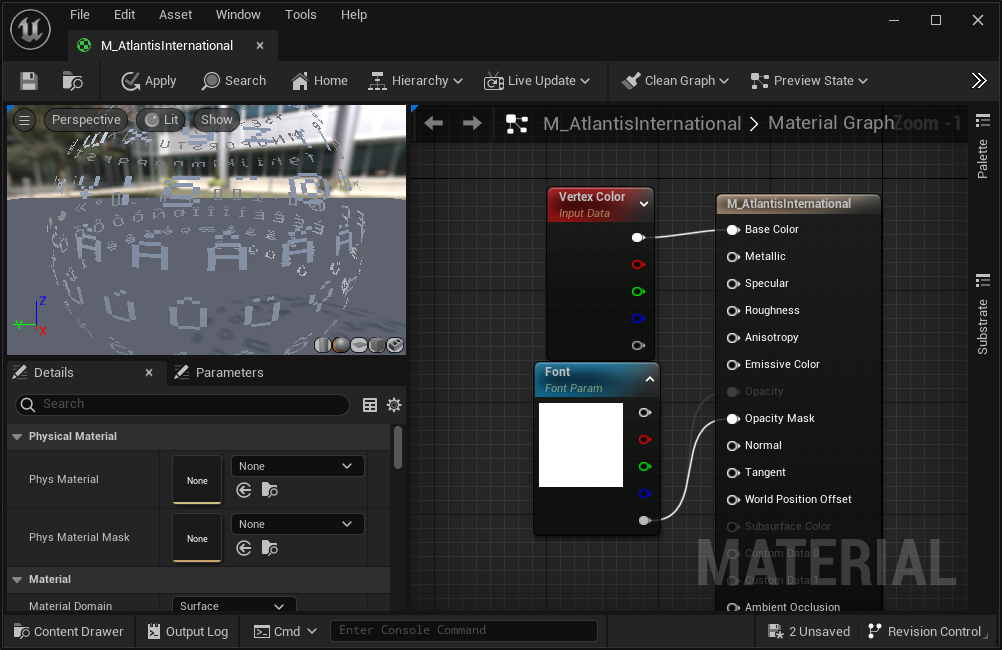 File Edit Asset Window Tools Help
M_AtlantisInternational
Apply Search Home Hierarchy Live Update Clean Graph Preview State
Perspective Lit Show
M_AtlantisInternational Material Graph Zoom -1
Palette
Substrate
Vertex Color
Input Data
Font
Font Param
M_AtlantisInternational
Base Color
Metallic
Specular
Roughness
Anisotropy
Emissive Color
Opacity
Opacity Mask
Normal
Tangent
World Position Offset
Subsurface Color
Custom Data 0
Custom Data 1
Ambient Occlusion
MATERIAL
Z
Y
X
Details Parameters
Search
Physical Material
Phys Material None None
Phys Material Mask None None
Material
Material Domain Surface
Content Drawer Output Log Cmd Enter Console Command 2 Unsaved Revision Control